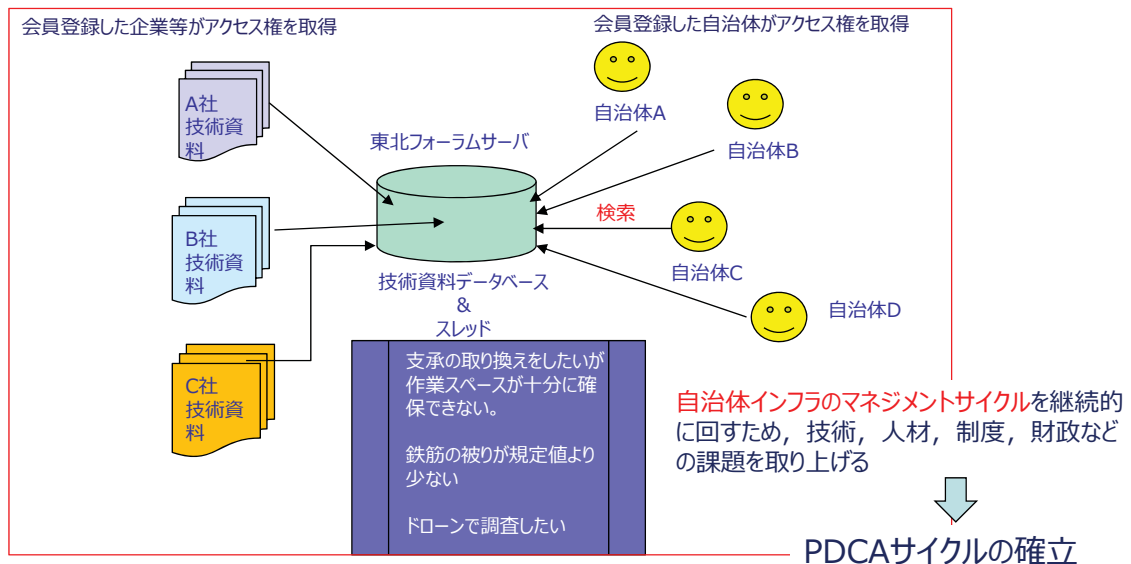 会員登録した企業等がアクセス権を取得
会員登録した自治体がアクセス権を取得
A社
技術資
料
B社
技術資
料
C社
技術資
料
東北フォーラムサーバ
技術資料データベース
&
スレッド
自治体A
自治体B
検索
自治体C
自治体D
支承の取り換えをしたいが
作業スペースが十分に確
保できない。
鉄筋の被りが規定値より
少ない
ドローンで調査したい
自治体インフラのマネジメントサイクルを継続的
に回すため，技術，人材，制度，財政など
の課題を取り上げる
PDCAサイクルの確立